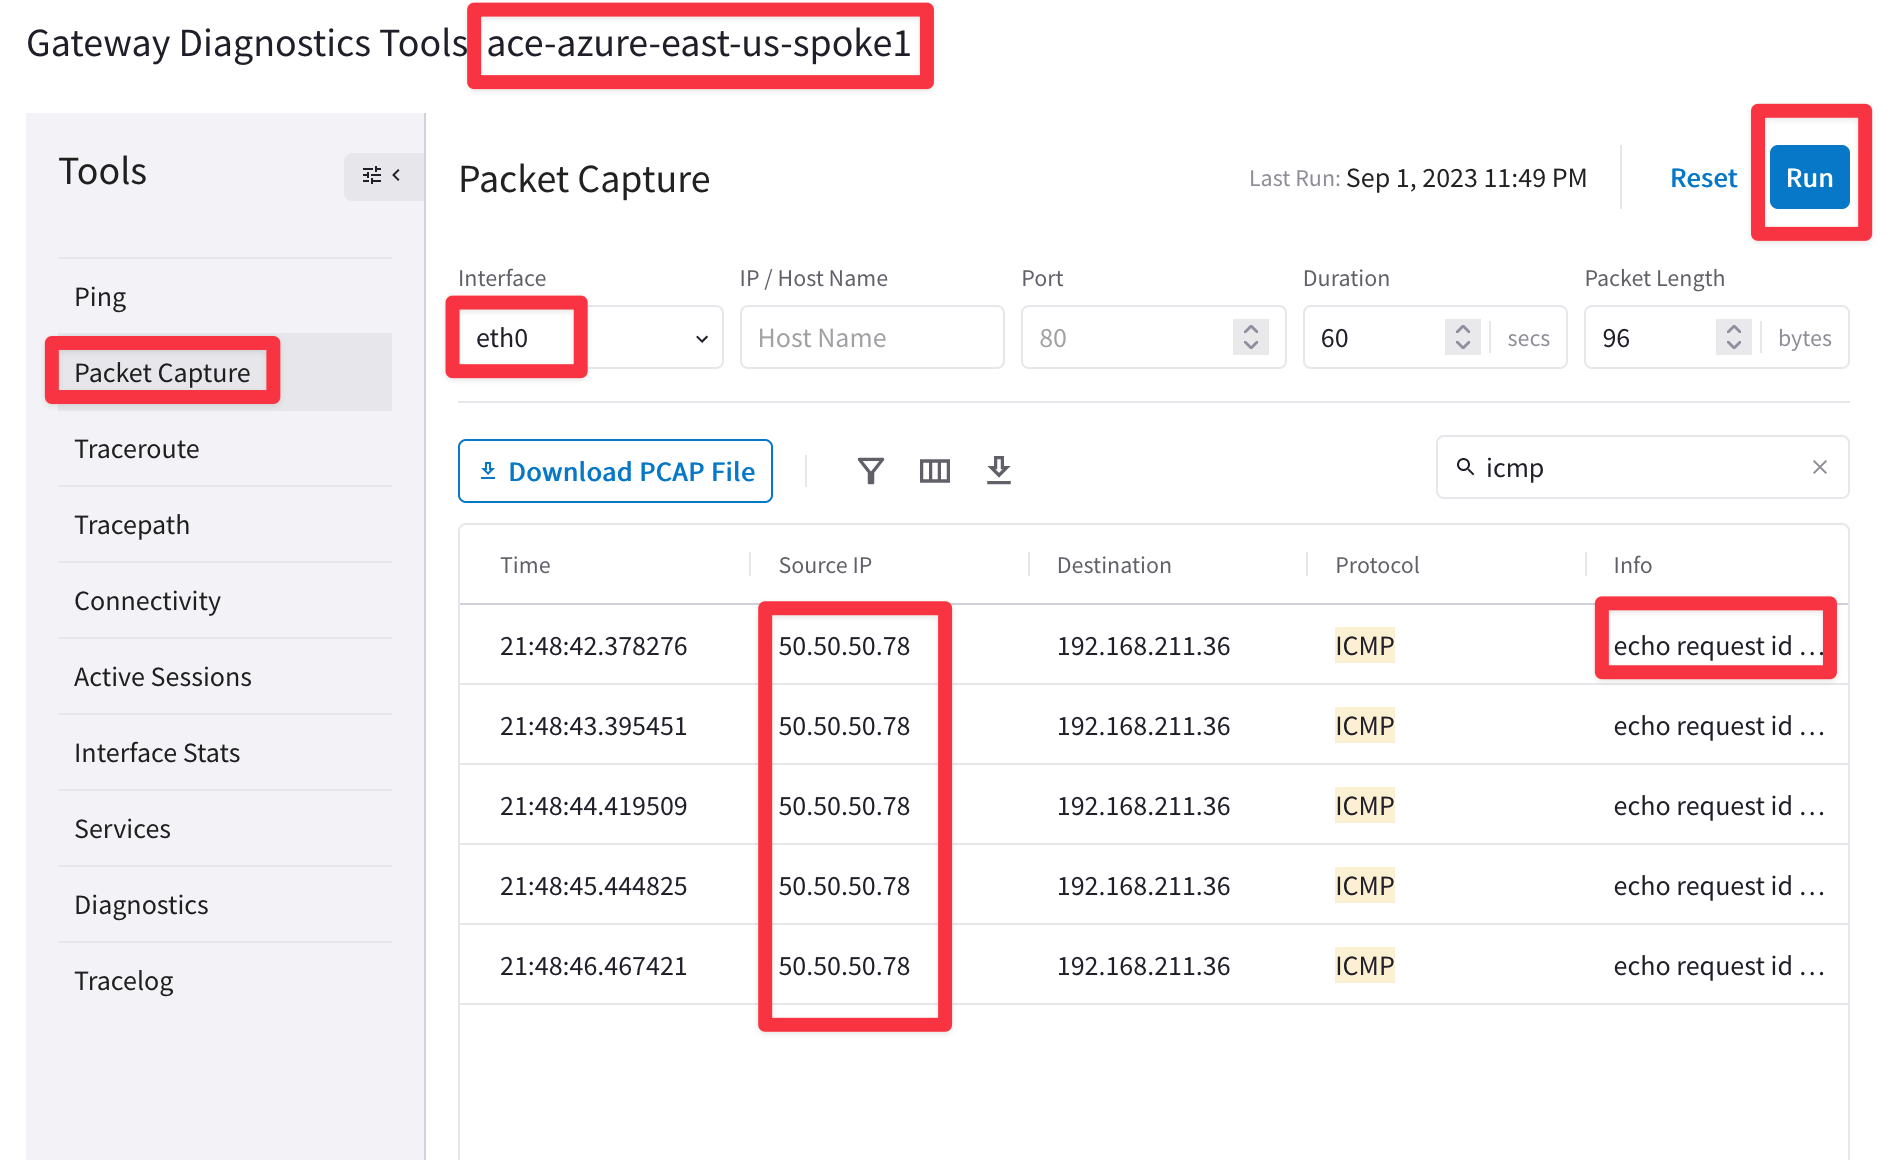 Gateway Diagnostics Tools ace-azure-east-us-spoke1
Tools
Ping
Packet Capture
Traceroute
Tracepath
Connectivity
Active Sessions
Interface Stats
Services
Diagnostics
Tracelog
Packet Capture
Last Run: Sep 1, 2023 11:49 PM
Reset
Run
Interface
IP / Host Name
Port
Duration
Packet Length
eth0
Host Name
80
60 secs
96 bytes
Download PCAP File
icmp
Time Source IP Destination Protocol Info
21:48:42.378276 50.50.50.78 192.168.211.36 ICMP echo request id ...
21:48:43.395451 50.50.50.78 192.168.211.36 ICMP echo request id ...
21:48:44.419509 50.50.50.78 192.168.211.36 ICMP echo request id ...
21:48:45.444825 50.50.50.78 192.168.211.36 ICMP echo request id ...
21:48:46.467421 50.50.50.78 192.168.211.36 ICMP echo request id ...